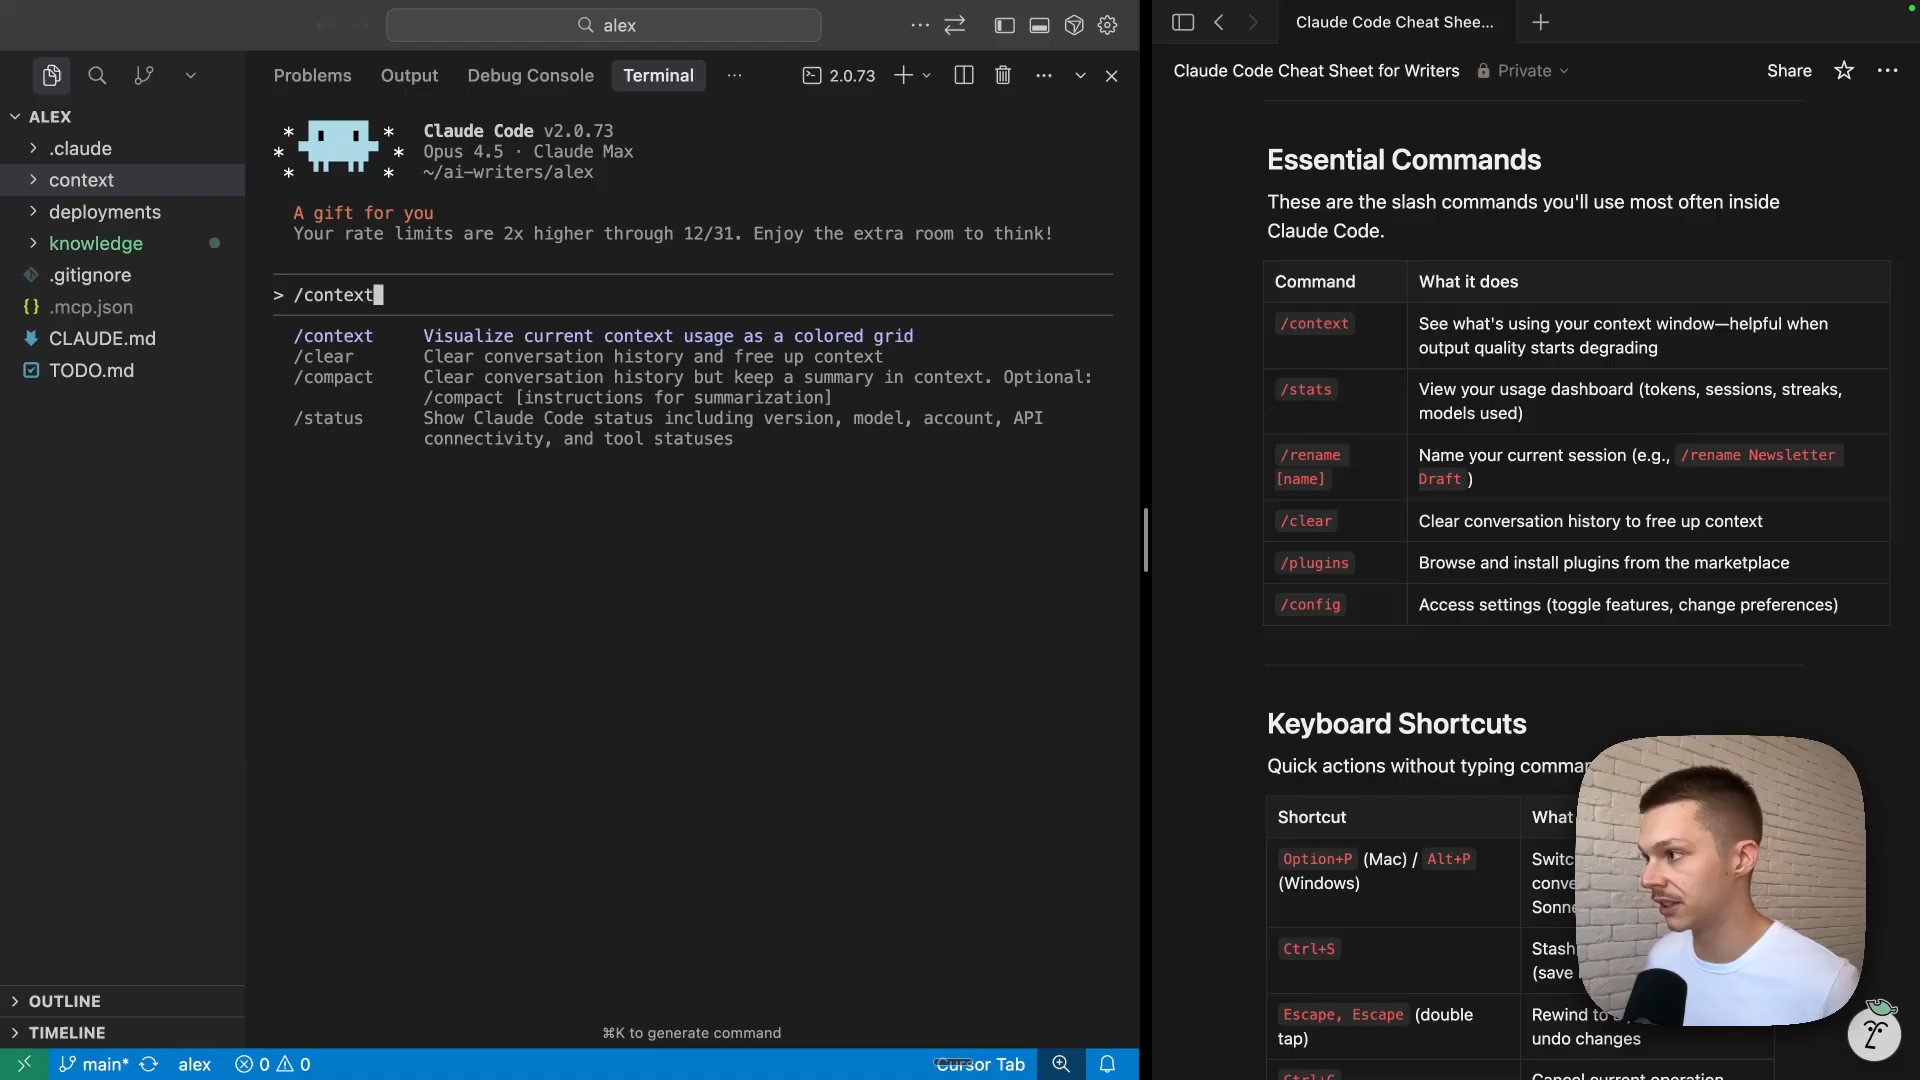 alex
Claude Code Cheat Shee...
Problems
Output
Debug Console
Terminal
2.0.73
Claude Code Cheat Sheet for Writers
Private
Share
ALEX
.claude
context
deployments
knowledge
.gitignore
.mcp.json
CLAUDE.md
TODO.md
Claude Code v2.0.73
Opus 4.5 · Claude Max
~/ai-writers/alex
A gift for you
Your rate limits are 2x higher through 12/31. Enjoy the extra room to think!
> /context
/context Visualize current context usage as a colored grid
/clear Clear conversation history and free up context
/compact Clear conversation history but keep a summary in context. Optional:
/compact [instructions for summarization]
/status Show Claude Code status including version, model, account, API
connectivity, and tool statuses
⌘K to generate command
OUTLINE
TIMELINE
main*
alex
0
0
Cursor Tab
Essential Commands
These are the slash commands you'll use most often inside
Claude Code.
Command What it does
/context See what's using your context window—helpful when
output quality starts degrading
/stats View your usage dashboard (tokens, sessions, streaks,
models used)
/rename Name your current session (e.g., /rename Newsletter
[name] Draft )
/clear Clear conversation history to free up context
/plugins Browse and install plugins from the marketplace
/config Access settings (toggle features, change preferences)
Keyboard Shortcuts
Quick actions without typing
Shortcut What
Option+P (Mac) / Alt+P
(Windows)
Ctrl+S Stash
(save
Escape, Escape (double Rewind to
tap) undo changes
Cancel current operation